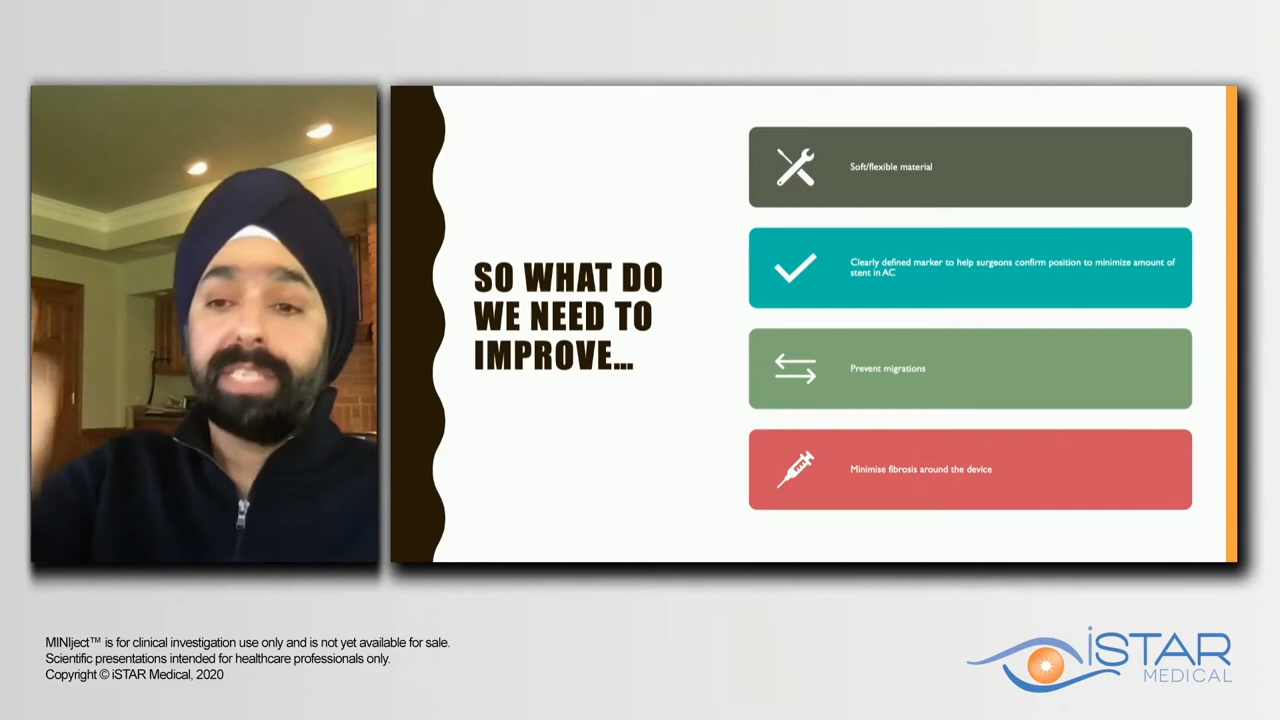 SO WHAT DO
WE NEED TO
IMPROVE...
Soft/flexible material
Clearly defined marker to help surgeons confirm position to minimize amount of
stent in AC
Prevent migrations
Minimise fibrosis around the device
MINIject™ is for clinical investigation use only and is not yet available for sale.
Scientific presentations intended for healthcare professionals only.
Copyright © iSTAR Medical, 2020
iSTAR
MEDICAL